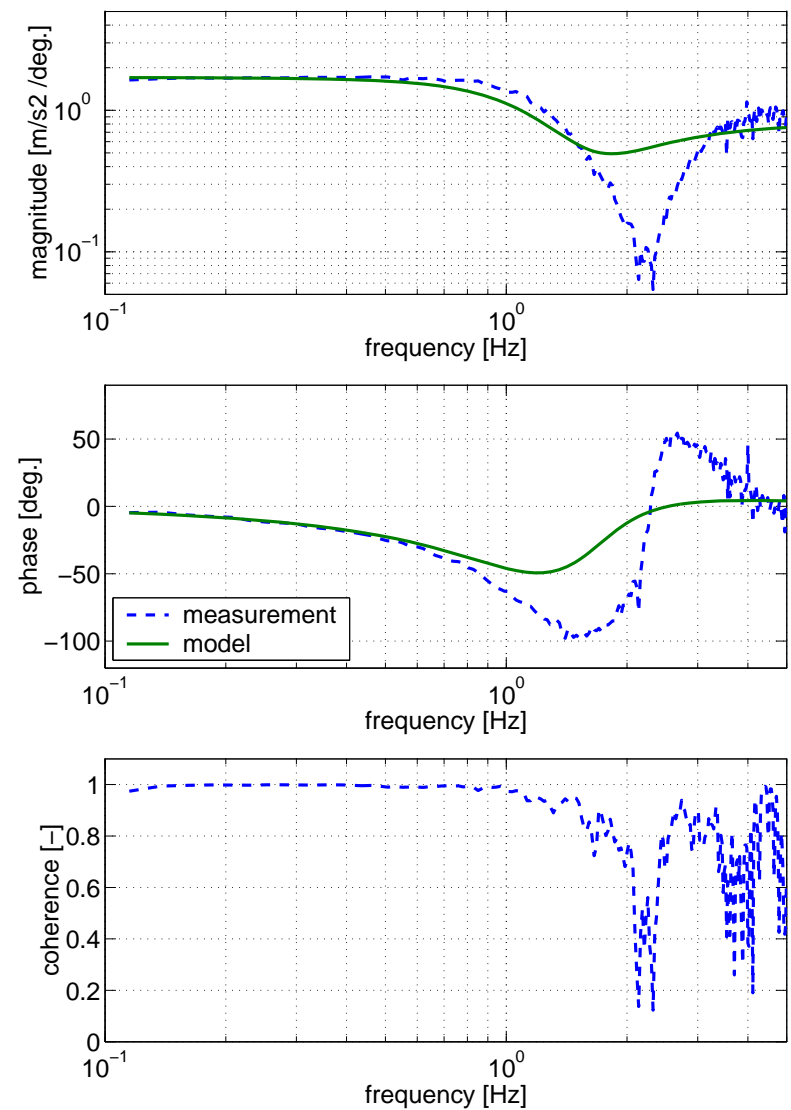 magnitude [m/s2 /deg.]
10^0
10^−1
10^−1
10^0
frequency [Hz]
phase [deg.]
50
0
−50
−100
measurement
model
10^−1
10^0
frequency [Hz]
coherence [−]
1
0.8
0.6
0.4
0.2
0
10^−1
10^0
frequency [Hz]